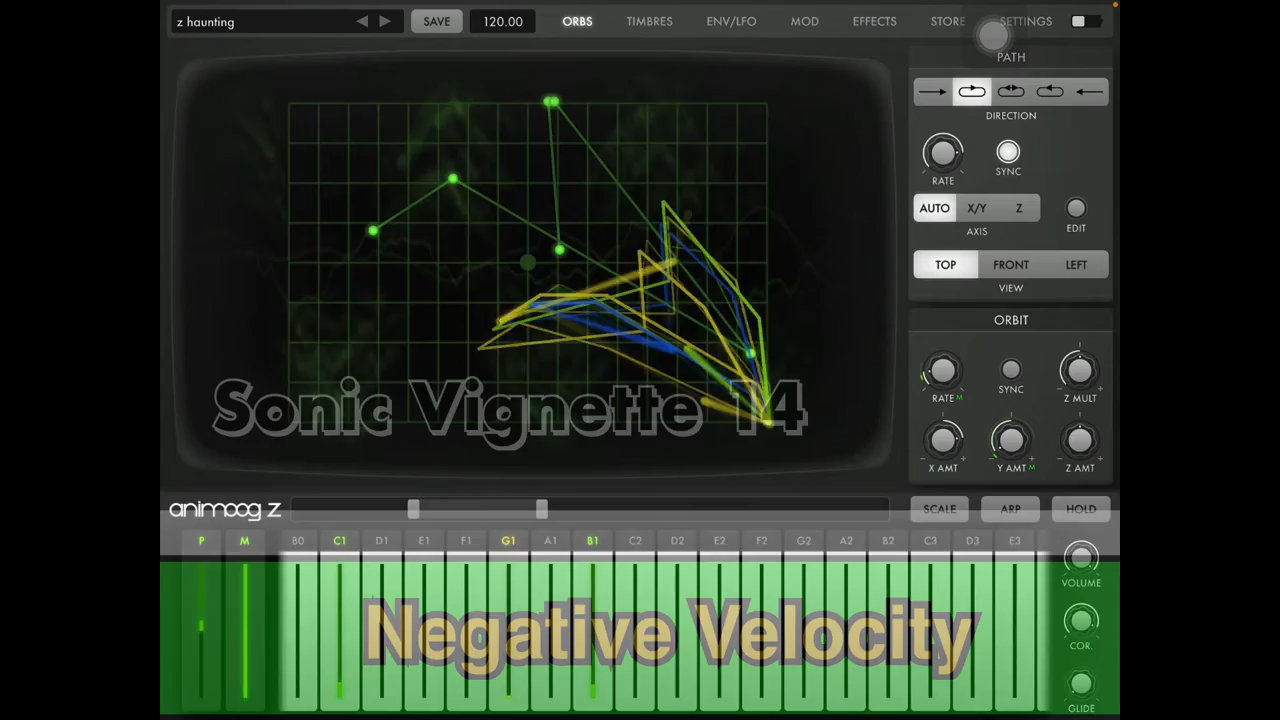 z haunting SAVE 120.00 ORBS TIMBRES ENV/LFO MOD EFFECTS STORE SETTINGS
PATH
DIRECTION
RATE SYNC
AUTO X/Y Z
AXIS EDIT
TOP FRONT LEFT
VIEW
ORBIT
RATE M SYNC Z MULT
X AMT Y AMT M Z AMT
Sonic Vignette 14
animoog z SCALE ARP HOLD
P M B0 C1 D1 E1 F1 G1 A1 B1 C2 D2 E2 F2 G2 A2 B2 C3 D3 E3
VOLUME
Negative Velocity
COR.
GLIDE